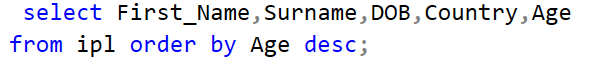 select First_Name,Surname,DOB,Country,Age
from ipl order by Age desc;